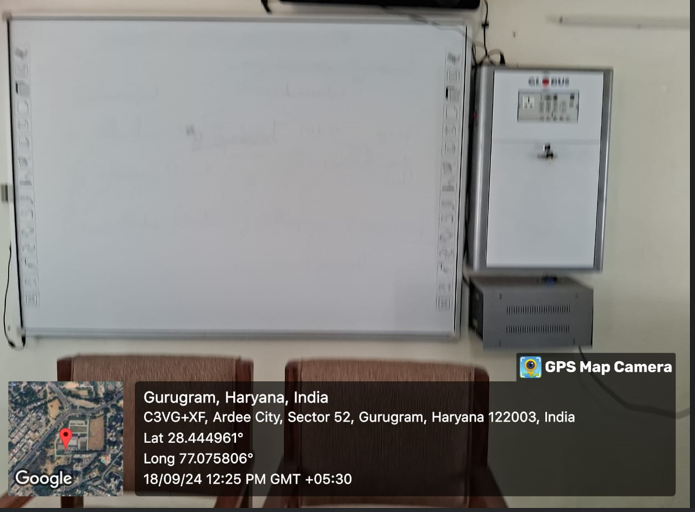 GLOBUS
GPS Map Camera
Gurugram, Haryana, India
C3VG+XF, Ardee City, Sector 52, Gurugram, Haryana 122003, India
Lat 28.444961°
Long 77.075806°
18/09/24 12:25 PM GMT +05:30
Google